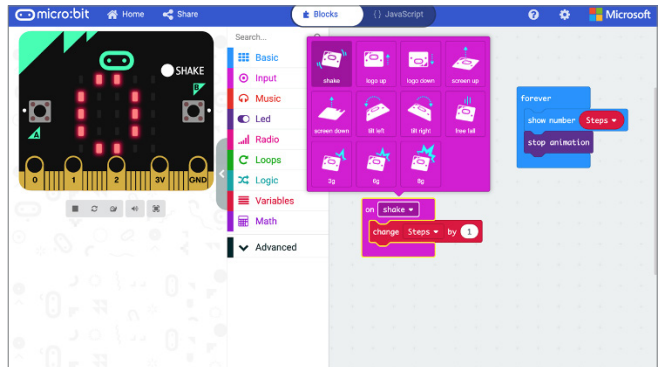 micro:bit Home Share Blocks {} JavaScript ? Microsoft
Search...
Basic
Input
Music
Led
Radio
Loops
Logic
Variables
Math
Advanced
SHAKE
B
A
0 1 2 3V GND
shake logo up logo down screen up
screen down tilt left tilt right free fall
3g 6g 8g
on shake
change Steps by 1
forever
show number Steps
stop animation